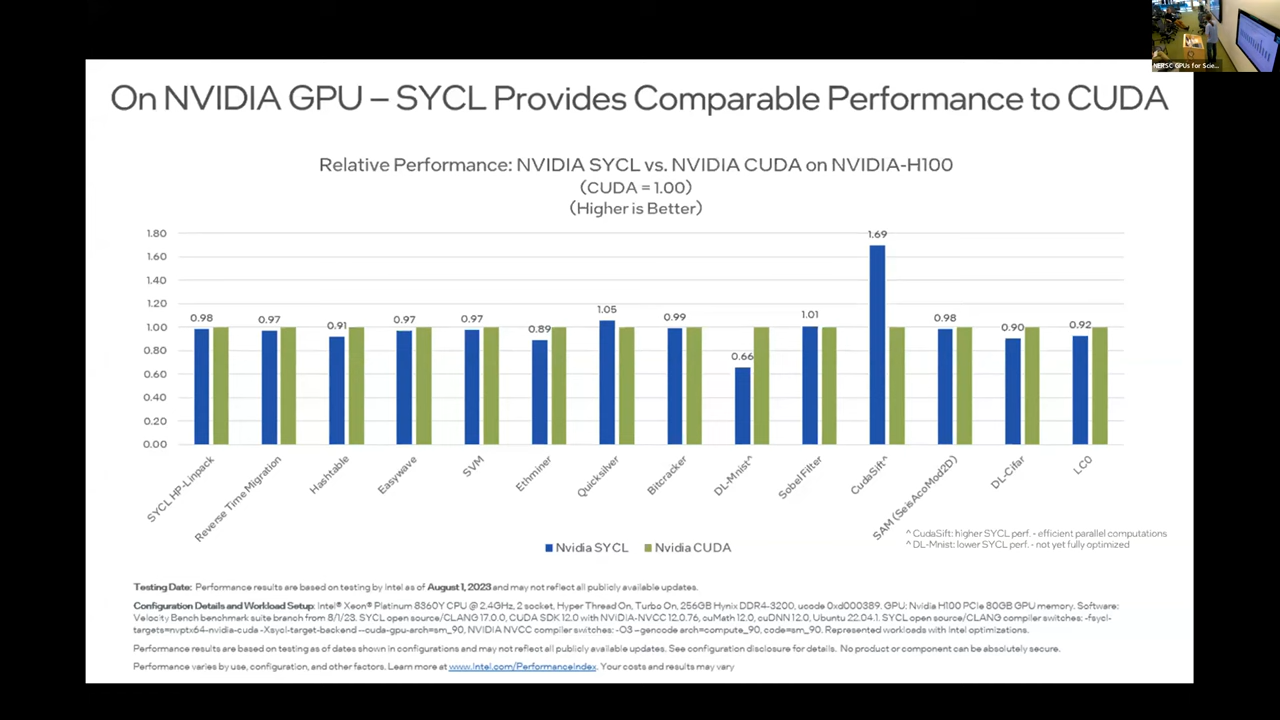 NERSC GPUs for Scie...
On NVIDIA GPU – SYCL Provides Comparable Performance to CUDA
Relative Performance: NVIDIA SYCL vs. NVIDIA CUDA on NVIDIA-H100
(CUDA = 1.00)
(Higher is Better)
1.80
1.60
1.40
1.20
1.00
0.80
0.60
0.40
0.20
0.00
0.98
0.97
0.91
0.97
0.97
0.89
1.05
0.99
0.66
1.01
1.69
0.98
0.90
0.92
SYCL HP-Linpack
Reverse Time Migration
Hashtable
Easywave
SVM
Ethminer
Quicksilver
Bitcracker
DL-Mnist^
Sobel Filter
CudaSift^
SAM (SeisAcoMod2D)
DL-Cifar
LC0
^ CudaSift: higher SYCL perf. - efficient parallel computations
^ DL-Mnist: lower SYCL perf. - not yet fully optimized
Nvidia SYCL
Nvidia CUDA
Testing Date: Performance results are based on testing by Intel as of August 1, 2023 and may not reflect all publicly available updates.
Configuration Details and Workload Setup: Intel® Xeon® Platinum 8360Y CPU @ 2.4GHz, 2 socket, Hyper Thread On, Turbo On, 256GB Hynix DDR4-3200, ucode 0xd000389. GPU: Nvidia H100 PCIe 80GB GPU memory. Software:
Velocity Bench benchmark suite branch from 8/1/23. SYCL open source/CLANG 17.0.0, CUDA SDK 12.0 with NVIDIA-NVCC 12.0.76, cuMath 12.0, cuDNN 12.0, Ubuntu 22.04.1. SYCL open source/CLANG compiler switches: -fsycl-
targets=nvptx64-nvidia-cuda -Xsycl-target-backend --cuda-gpu-arch=sm_90, NVIDIA NVCC compiler switches: -O3 –gencode arch=compute_90, code=sm_90. Represented workloads with Intel optimizations.
Performance results are based on testing as of dates shown in configurations and may not reflect all publicly available updates. See configuration disclosure for details. No product or component can be absolutely secure.
Performance varies by use, configuration, and other factors. Learn more at www.Intel.com/PerformanceIndex. Your costs and results may vary